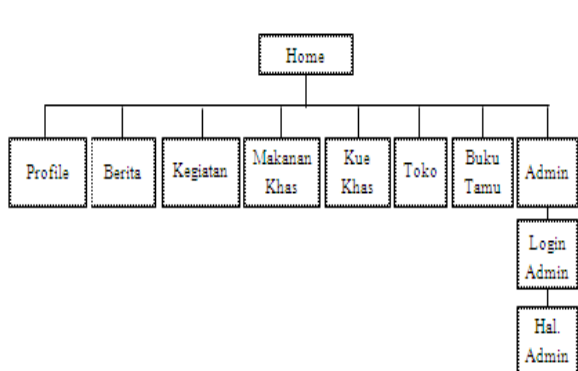 Home
Profile
Berita
Kegiatan
Makanan
Khas
Kue
Khas
Toko
Buku
Tamu
Admin
Login
Admin
Hal.
Admin